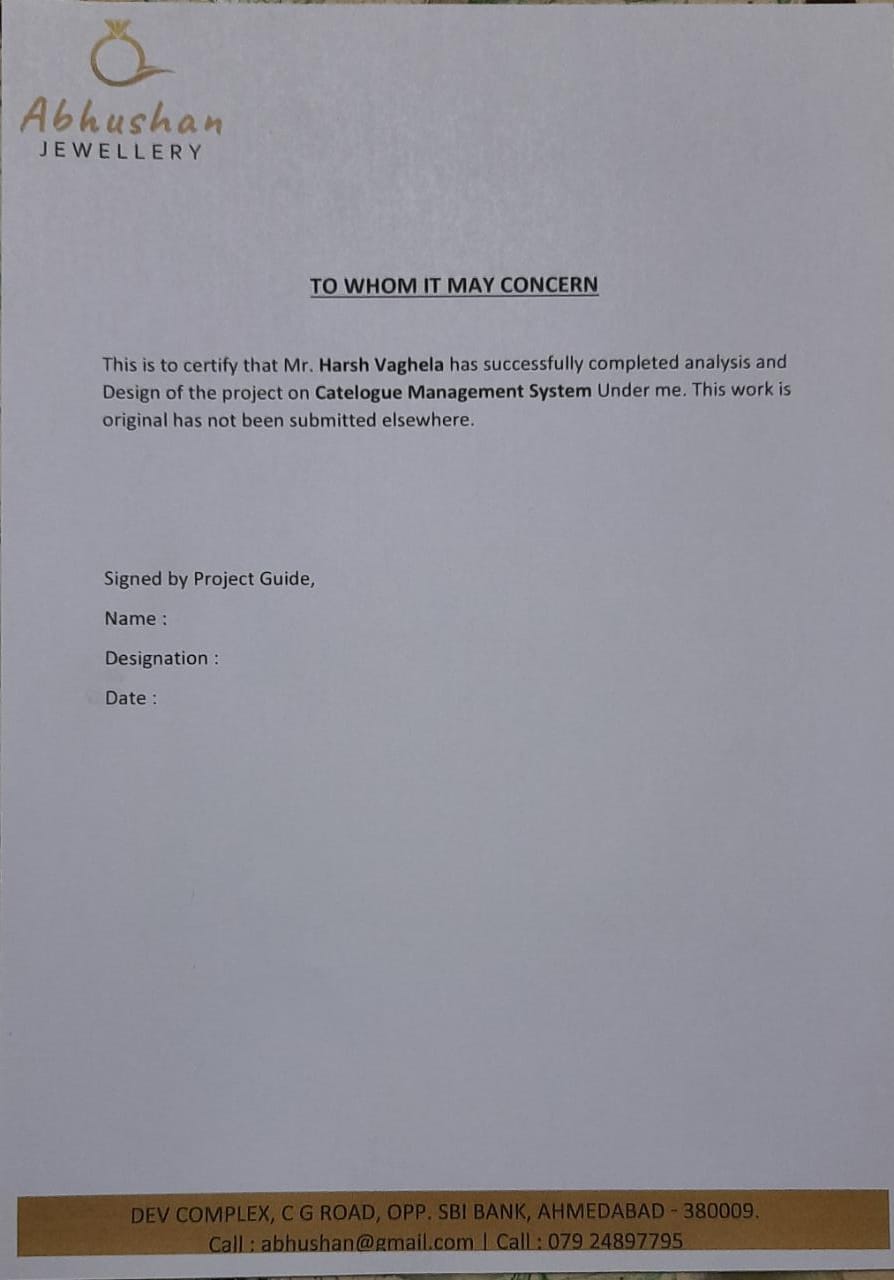 Abhushan
JEWELLERY
TO WHOM IT MAY CONCERN
This is to certify that Mr. Harsh Vaghela has successfully completed analysis and
Design of the project on Catelogue Management System Under me. This work is
original has not been submitted elsewhere.
Signed by Project Guide,
Name :
Designation :
Date :
DEV COMPLEX, C G ROAD, OPP. SBI BANK, AHMEDABAD - 380009.
Call : abhushan@gmail.com | Call : 079 24897795